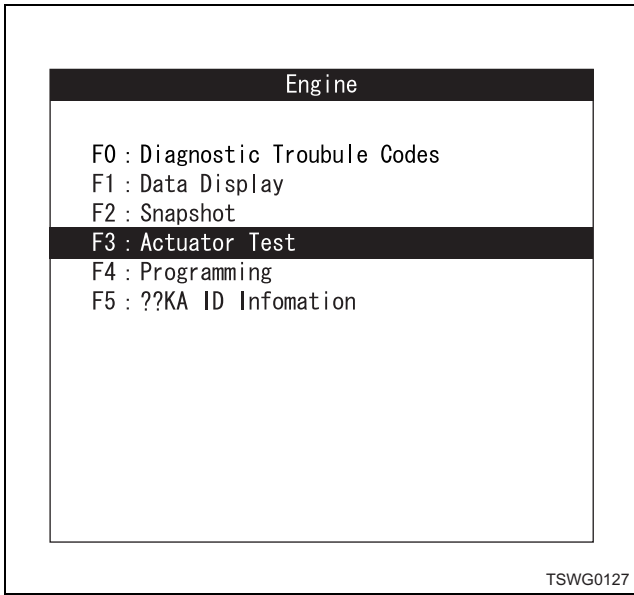 Engine
F0 : Diagnostic Troubule Codes
F1 : Data Display
F2 : Snapshot
F3 : Actuator Test
F4 : Programming
F5 : ??KA ID Infomation
TSWG0127